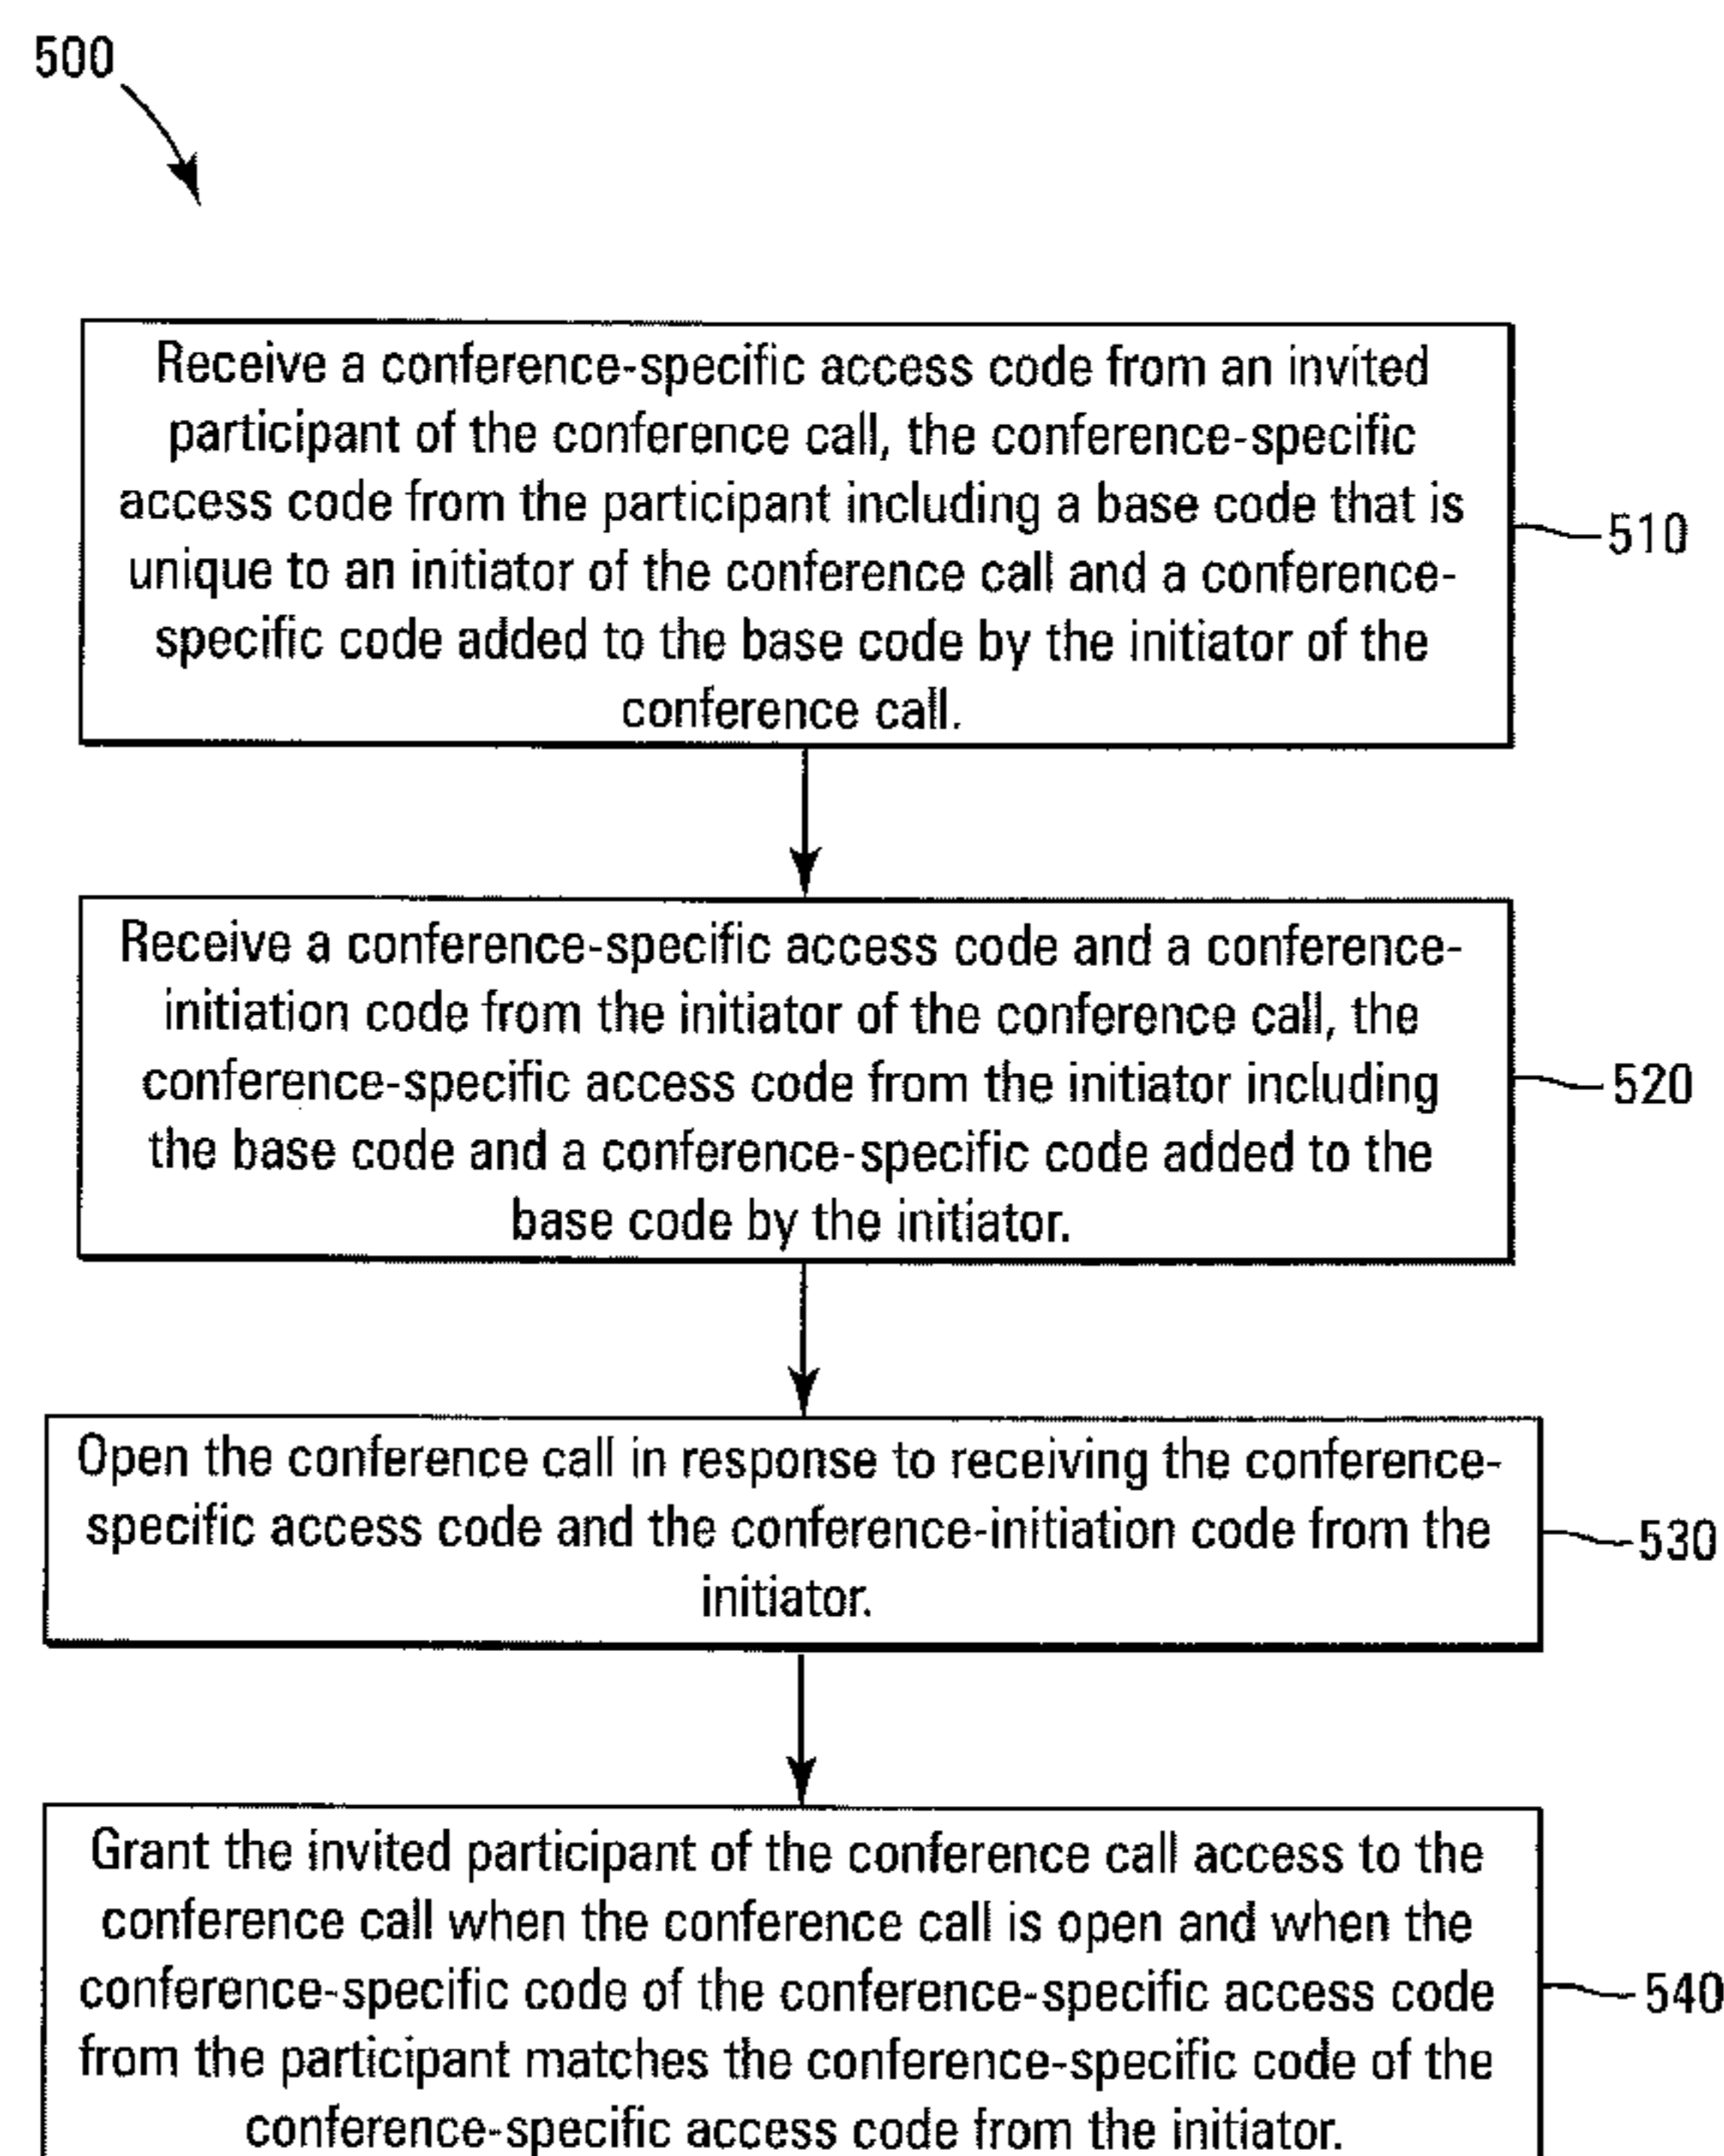 500
Receive a conference-specific access code from an invited
participant of the conference call, the conference-specific
access code from the participant including a base code that is
unique to an initiator of the conference call and a conference-
specific code added to the base code by the initiator of the
conference call.
510
Receive a conference-specific access code and a conference-
initiation code from the initiator of the conference call, the
conference-specific access code from the initiator including
the base code and a conference-specific code added to the
base code by the initiator.
520
Open the conference call in response to receiving the conference-
specific access code and the conference-initiation code from the
initiator.
530
Grant the invited participant of the conference call access to the
conference call when the conference call is open and when the
conference-specific code of the conference-specific access code
from the participant matches the conference-specific code of the
conference-specific access code from the initiator.
540